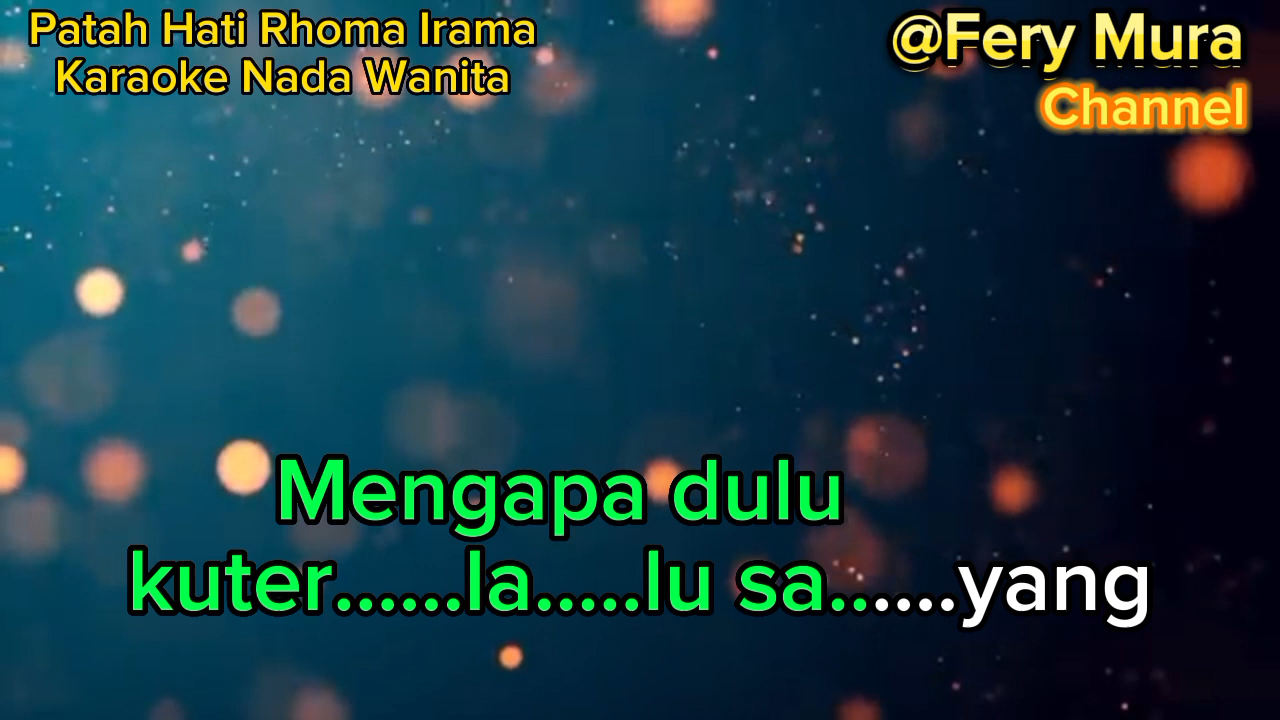 Patah Hati Rhoma Irama
Karaoke Nada Wanita
@Fery Mura
Channel
Mengapa dulu
kuter......la.....lu sa......yang